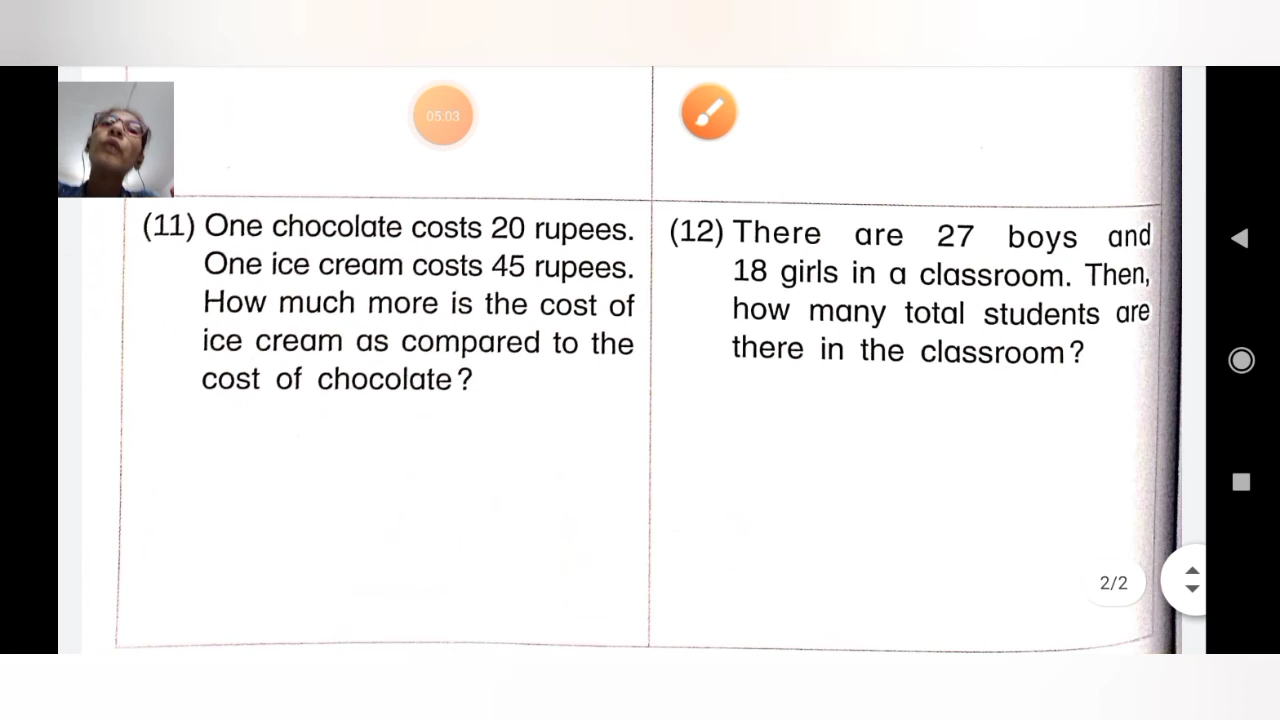 05:03
(11) One chocolate costs 20 rupees.
One ice cream costs 45 rupees.
How much more is the cost of
ice cream as compared to the
cost of chocolate?
(12) There are 27 boys and
18 girls in a classroom. Then,
how many total students are
there in the classroom?
2/2